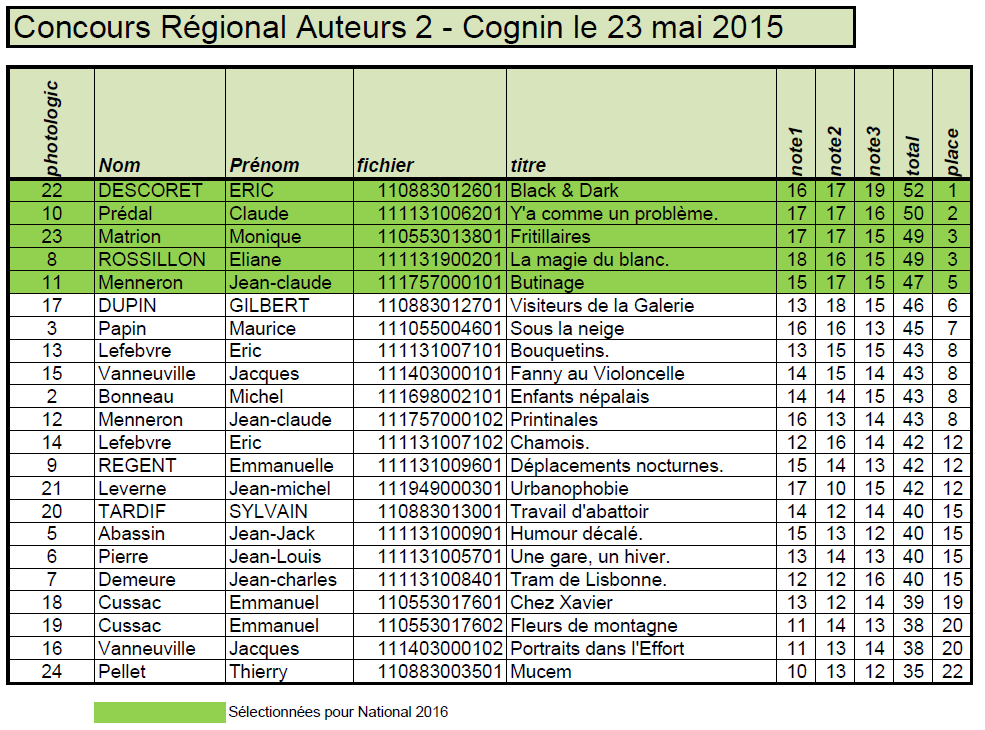 Concours Régional Auteurs 2 - Cognin le 23 mai 2015
photologic Nom Prénom fichier titre note1 note2 note3 total place
22 DESCORET ERIC 110883012601 Black & Dark 16 17 19 52 1
10 Prédal Claude 111131006201 Y'a comme un problème. 17 17 16 50 2
23 Matrion Monique 110553013801 Fritillaires 17 17 15 49 3
8 ROSSILLON Eliane 111131900201 La magie du blanc. 18 16 15 49 3
11 Menneron Jean-claude 111757000101 Butinage 15 17 15 47 5
17 DUPIN GILBERT 110883012701 Visiteurs de la Galerie 13 18 15 46 6
3 Papin Maurice 111055004601 Sous la neige 16 16 13 45 7
13 Lefebvre Eric 111131007101 Bouquetins. 13 15 15 43 8
15 Vanneuville Jacques 111403000101 Fanny au Violoncelle 14 15 14 43 8
2 Bonneau Michel 111698002101 Enfants népalais 14 14 15 43 8
12 Menneron Jean-claude 111757000102 Printinales 16 13 14 43 8
14 Lefebvre Eric 111131007102 Chamois. 12 16 14 42 12
9 REGENT Emmanuelle 111131009601 Déplacements nocturnes. 15 14 13 42 12
21 Leverne Jean-michel 111949000301 Urbanophobie 17 10 15 42 12
20 TARDIF SYLVAIN 110883013001 Travail d'abattoir 14 12 14 40 15
5 Abassin Jean-Jack 111131000901 Humour décalé. 15 13 12 40 15
6 Pierre Jean-Louis 111131005701 Une gare, un hiver. 13 14 13 40 15
7 Demeure Jean-charles 111131008401 Tram de Lisbonne. 12 12 16 40 15
18 Cussac Emmanuel 110553017601 Chez Xavier 13 12 14 39 19
19 Cussac Emmanuel 110553017602 Fleurs de montagne 11 14 13 38 20
16 Vanneuville Jacques 111403000102 Portraits dans l'Effort 11 13 14 38 20
24 Pellet Thierry 110883003501 Mucem 10 13 12 35 22
Sélectionnées pour National 2016